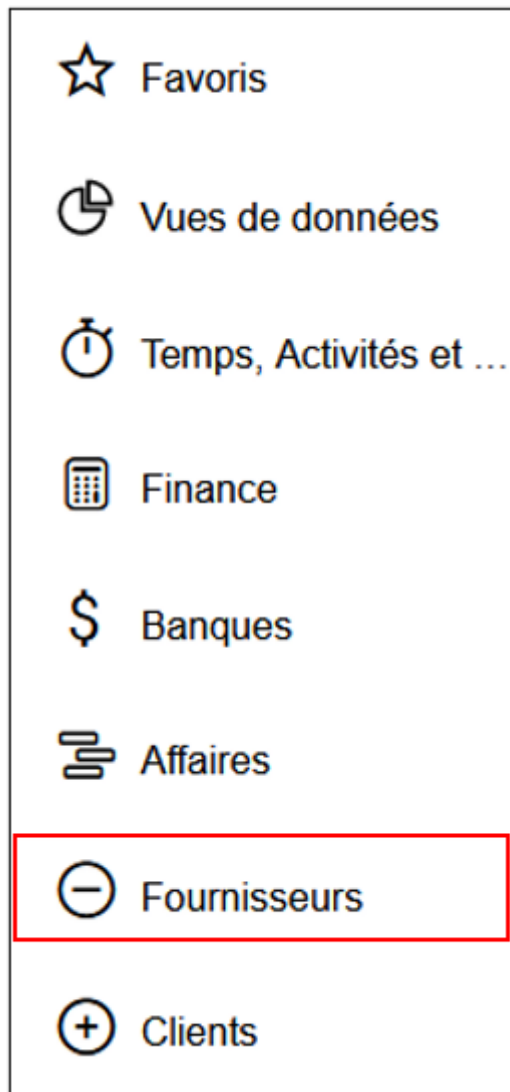 Favoris
Vues de données
Temps, Activités et ...
Finance
Banques
Affaires
Fournisseurs
Clients